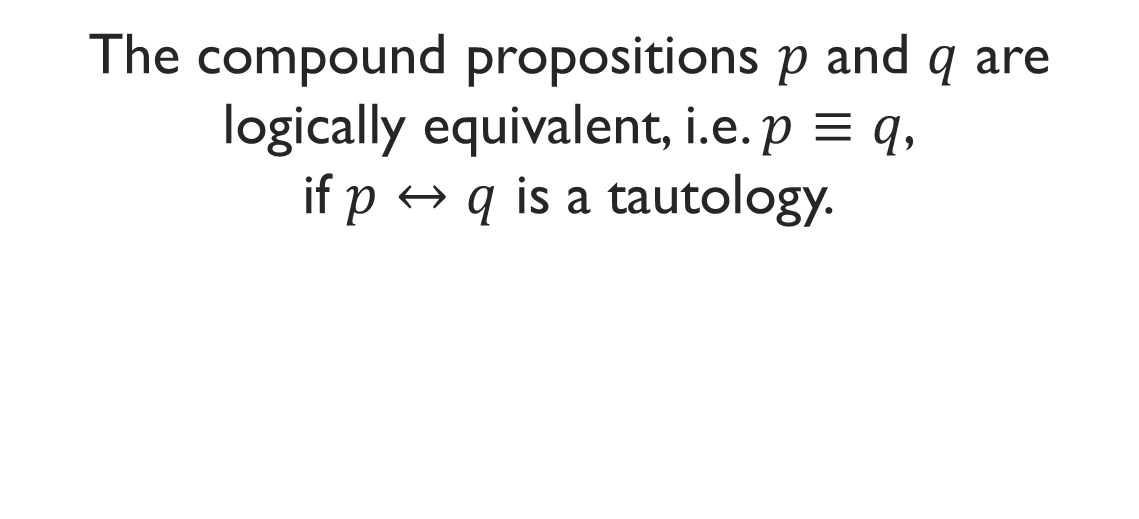 The compound propositions p and q are
logically equivalent, i.e. p ≡ q,
if p ↔ q is a tautology.